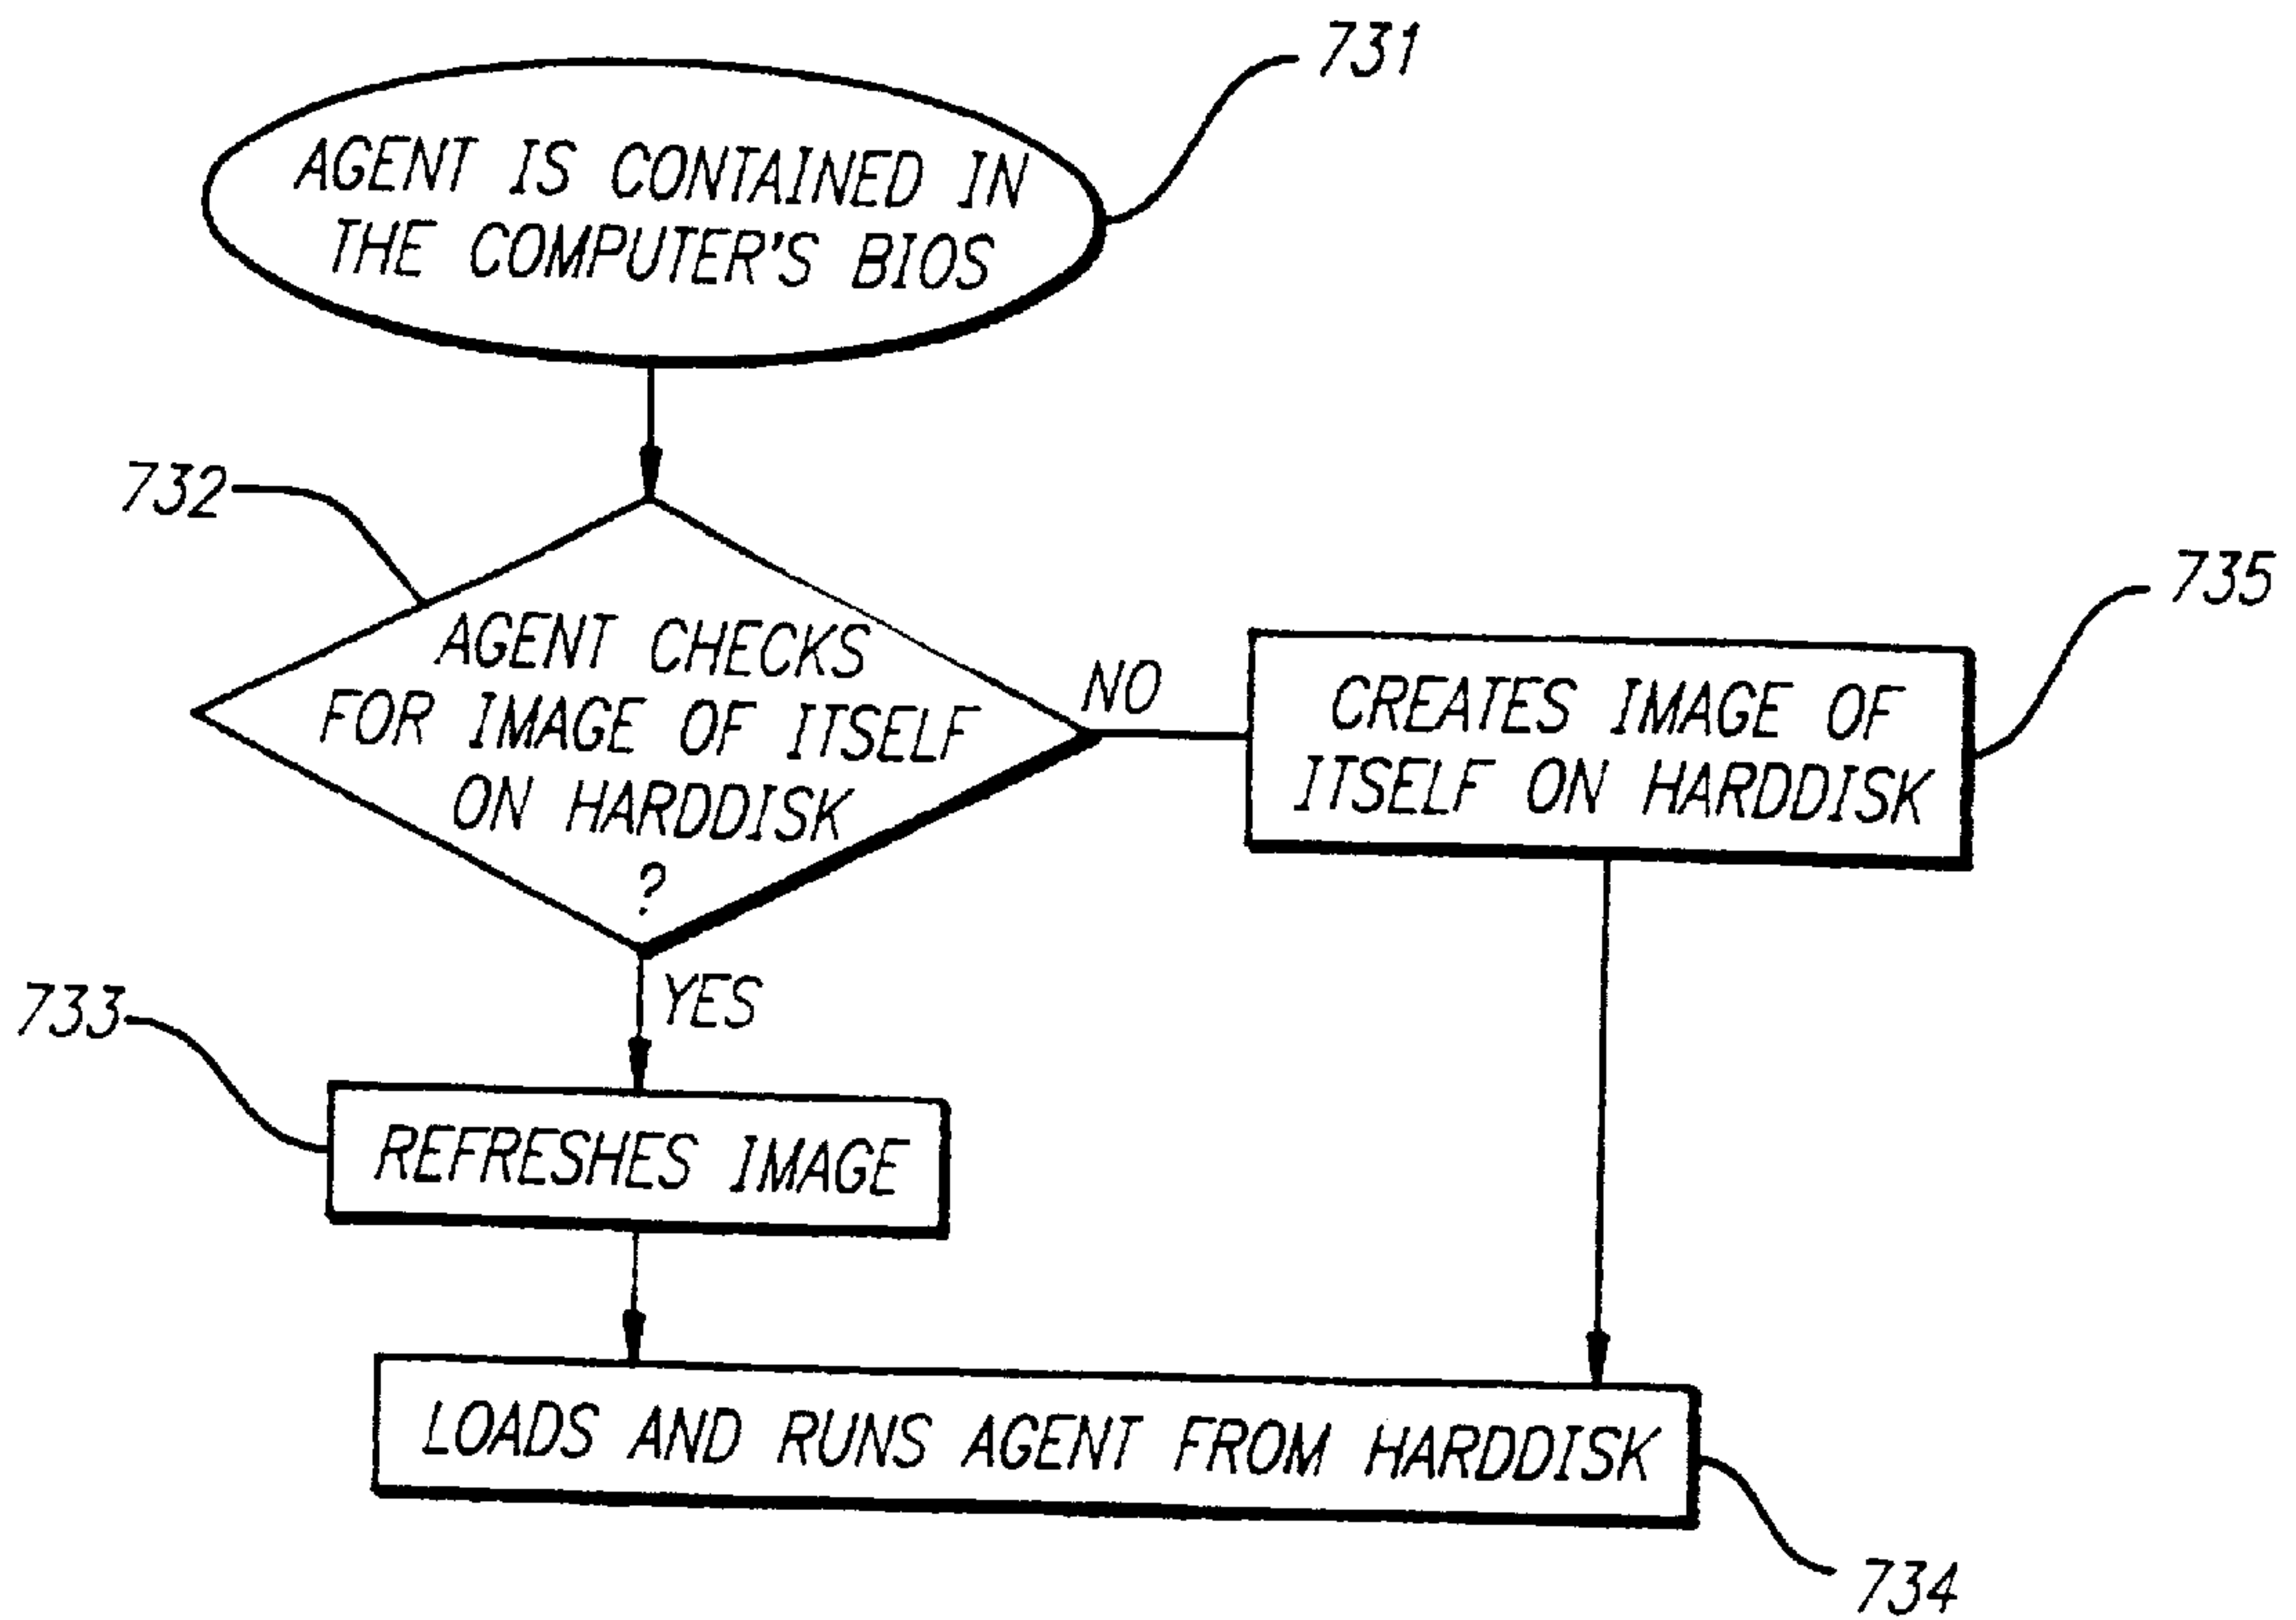 731
AGENT IS CONTAINED IN
THE COMPUTER'S BIOS
732
AGENT CHECKS
FOR IMAGE OF ITSELF
ON HARDDISK
?
NO
735
CREATES IMAGE OF
ITSELF ON HARDDISK
YES
733
REFRESHES IMAGE
LOADS AND RUNS AGENT FROM HARDDISK
734